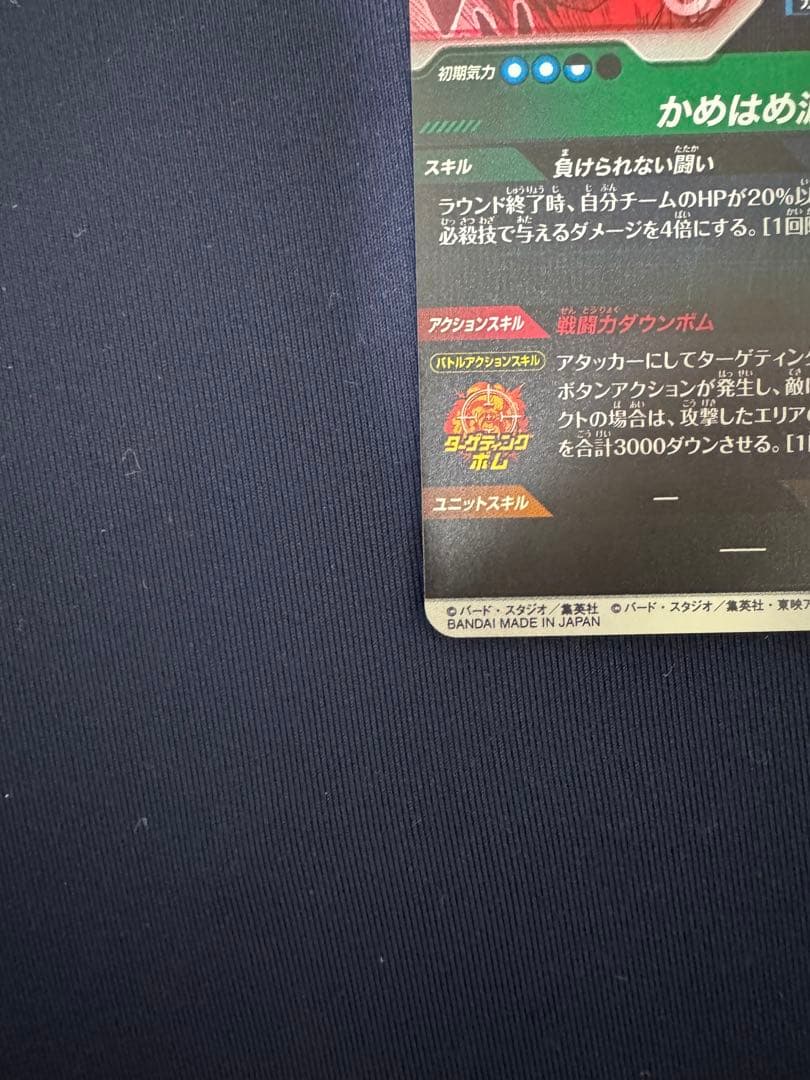 初期気力
かめはめ
スキル
負けられない闘い
ラウンド終了時、自分チームのHPが20%以
必殺技で与えるダメージを4倍にする。[1回
アクションスキル
戦闘力ダウンボム
バトルアクションスキル
アタッカーにしてターゲティン
ボタンアクションが発生し、敵
クトの場合は、攻撃したエリア
を合計3000ダウンさせる。[1
ターゲティング
ボム
ユニットスキル
—
—
©バード・スタジオ／集英社 ©バード・スタジオ／集英社・東映ア
BANDAI MADE IN JAPAN